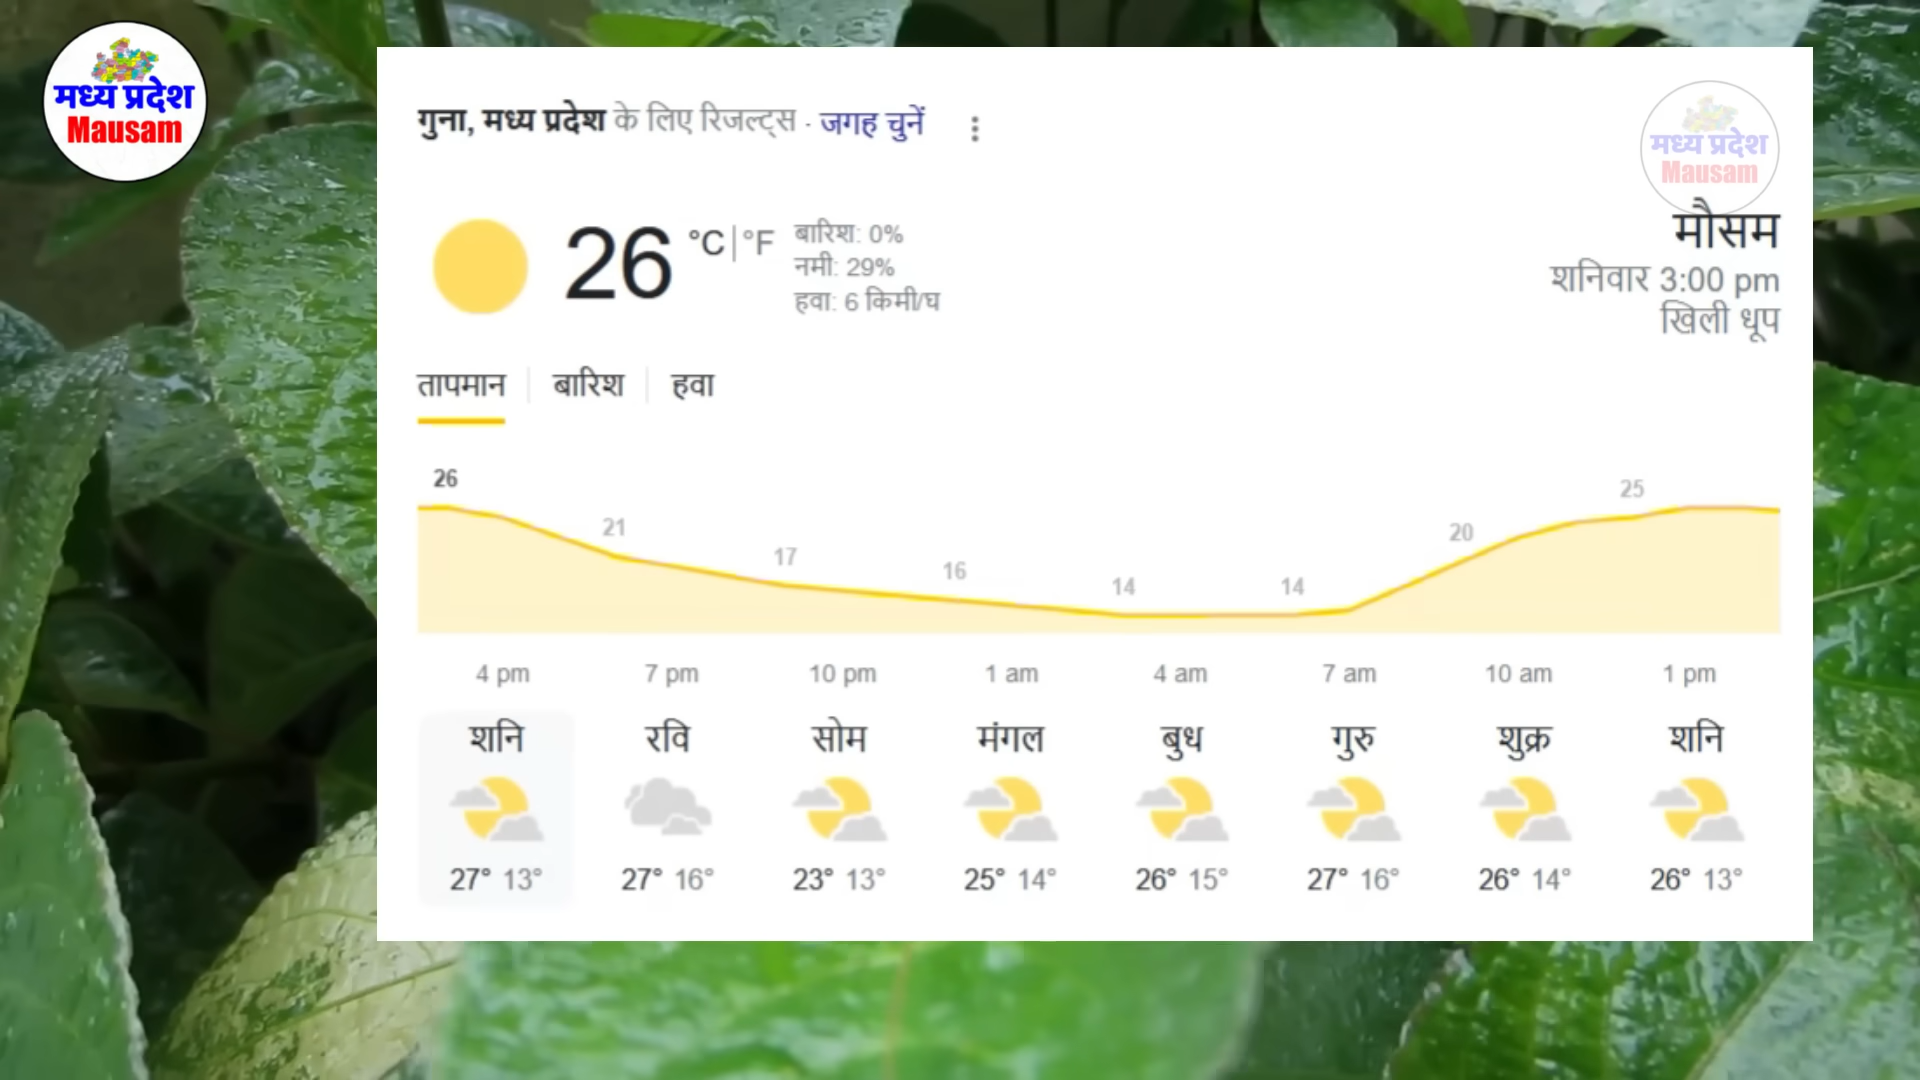 मध्य प्रदेश
Mausam
गुना, मध्य प्रदेश के लिए रिजल्ट्स · जगह चुनें
मध्य प्रदेश
Mausam
26 °C | °F
बारिश: 0%
नमी: 29%
हवा: 6 किमी/घ
मौसम
शनिवार 3:00 pm
खिली धूप
तापमान बारिश हवा
26 21 17 16 14 14 20 25
4 pm 7 pm 10 pm 1 am 4 am 7 am 10 am 1 pm
शनि रवि सोम मंगल बुध गुरु शुक्र शनि
27° 13° 27° 16° 23° 13° 25° 14° 26° 15° 27° 16° 26° 14° 26° 13°